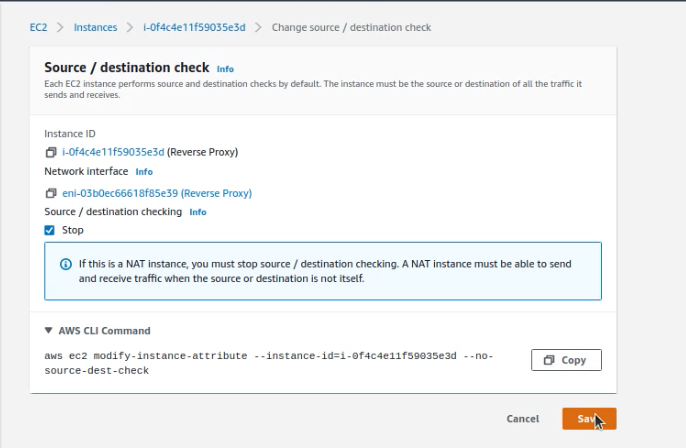 EC2 > Instances > i-0f4c4e11f59035e3d > Change source / destination check
Source / destination check Info
Each EC2 instance performs source and destination checks by default. The instance must be the source or destination of all the traffic it
sends and receives.
Instance ID
i-0f4c4e11f59035e3d (Reverse Proxy)
Network interface Info
eni-03b0ec66618f85e39 (Reverse Proxy)
Source / destination checking Info
Stop
If this is a NAT instance, you must stop source / destination checking. A NAT instance must be able to send
and receive traffic when the source or destination is not itself.
AWS CLI Command
aws ec2 modify-instance-attribute --instance-id=i-0f4c4e11f59035e3d --no-
source-dest-check
Copy
Cancel
Save